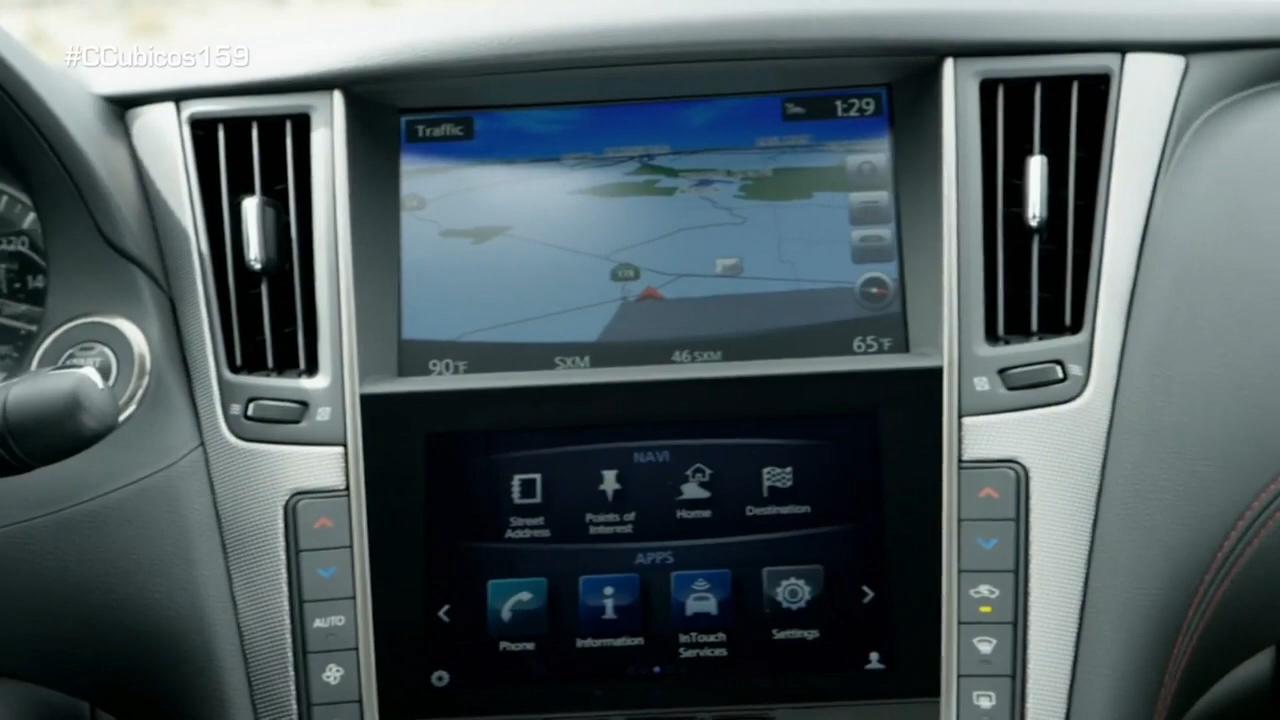 #CCubicos159
Traffic
1:29
90°F
SXM
46 SXM
65°F
NAVI
Street
Address
Points of
Interest
Home
Destination
APPS
Phone
Information
InTouch
Services
Settings
AUTO